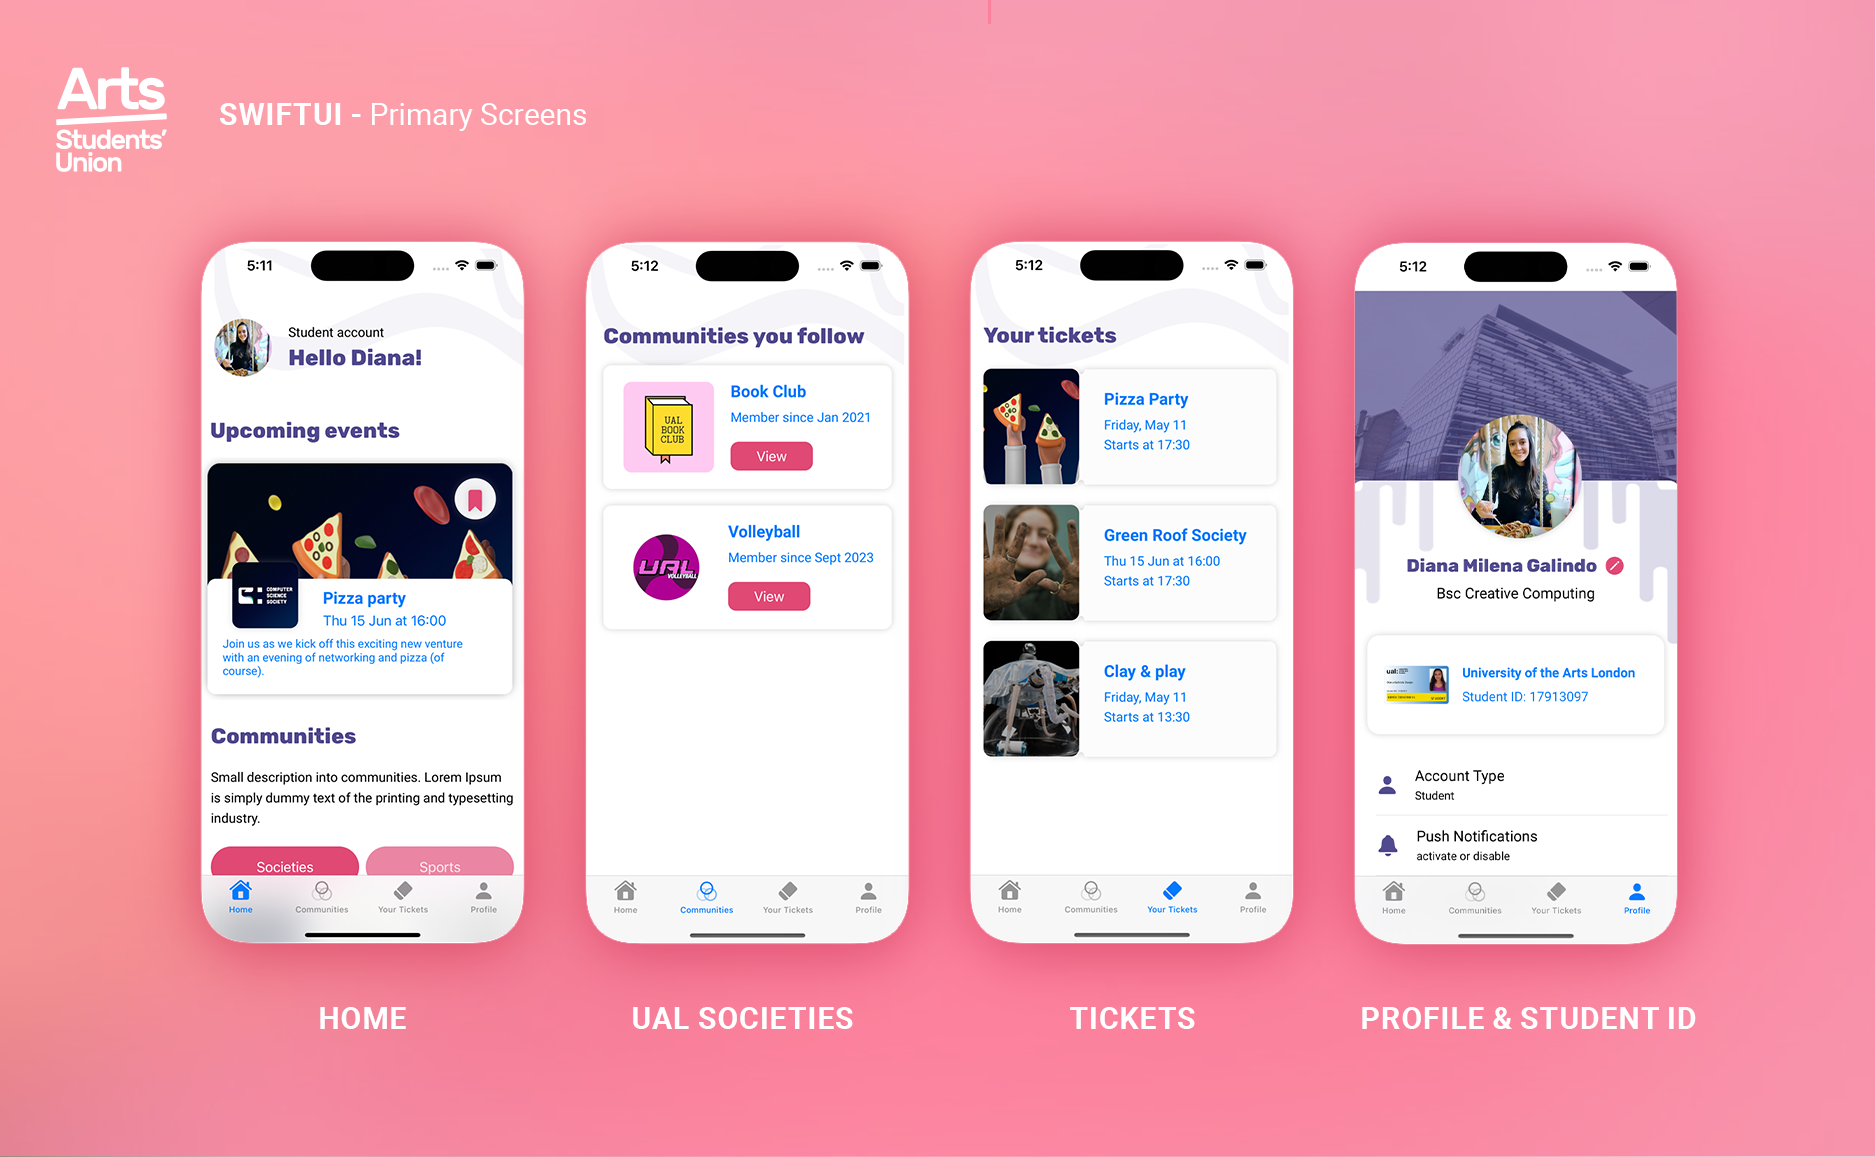 Arts
Students'
Union
SWIFTUI - Primary Screens
5:11
Student account
Hello Diana!
Upcoming events
COMPUTER
SCIENCE
SOCIETY
Pizza party
Thu 15 Jun at 16:00
Join us as we kick off this exciting new venture
with an evening of networking and pizza (of
course).
Communities
Small description into communities. Lorem Ipsum
is simply dummy text of the printing and typesetting
industry.
Societies
Sports
Home
Communities
Your Tickets
Profile
HOME
5:12
Communities you follow
UAL
BOOK
CLUB
Book Club
Member since Jan 2021
View
UAL
VOLLEYBALL
Volleyball
Member since Sept 2023
View
Home
Communities
Your Tickets
Profile
UAL SOCIETIES
5:12
Your tickets
Pizza Party
Friday, May 11
Starts at 17:30
Green Roof Society
Thu 15 Jun at 16:00
Starts at 17:30
Clay & play
Friday, May 11
Starts at 13:30
Home
Communities
Your Tickets
Profile
TICKETS
5:12
Diana Milena Galindo
Bsc Creative Computing
ual:
University of the Arts London
Student ID: 17913097
Account Type
Student
Push Notifications
activate or disable
Home
Communities
Your Tickets
Profile
PROFILE & STUDENT ID